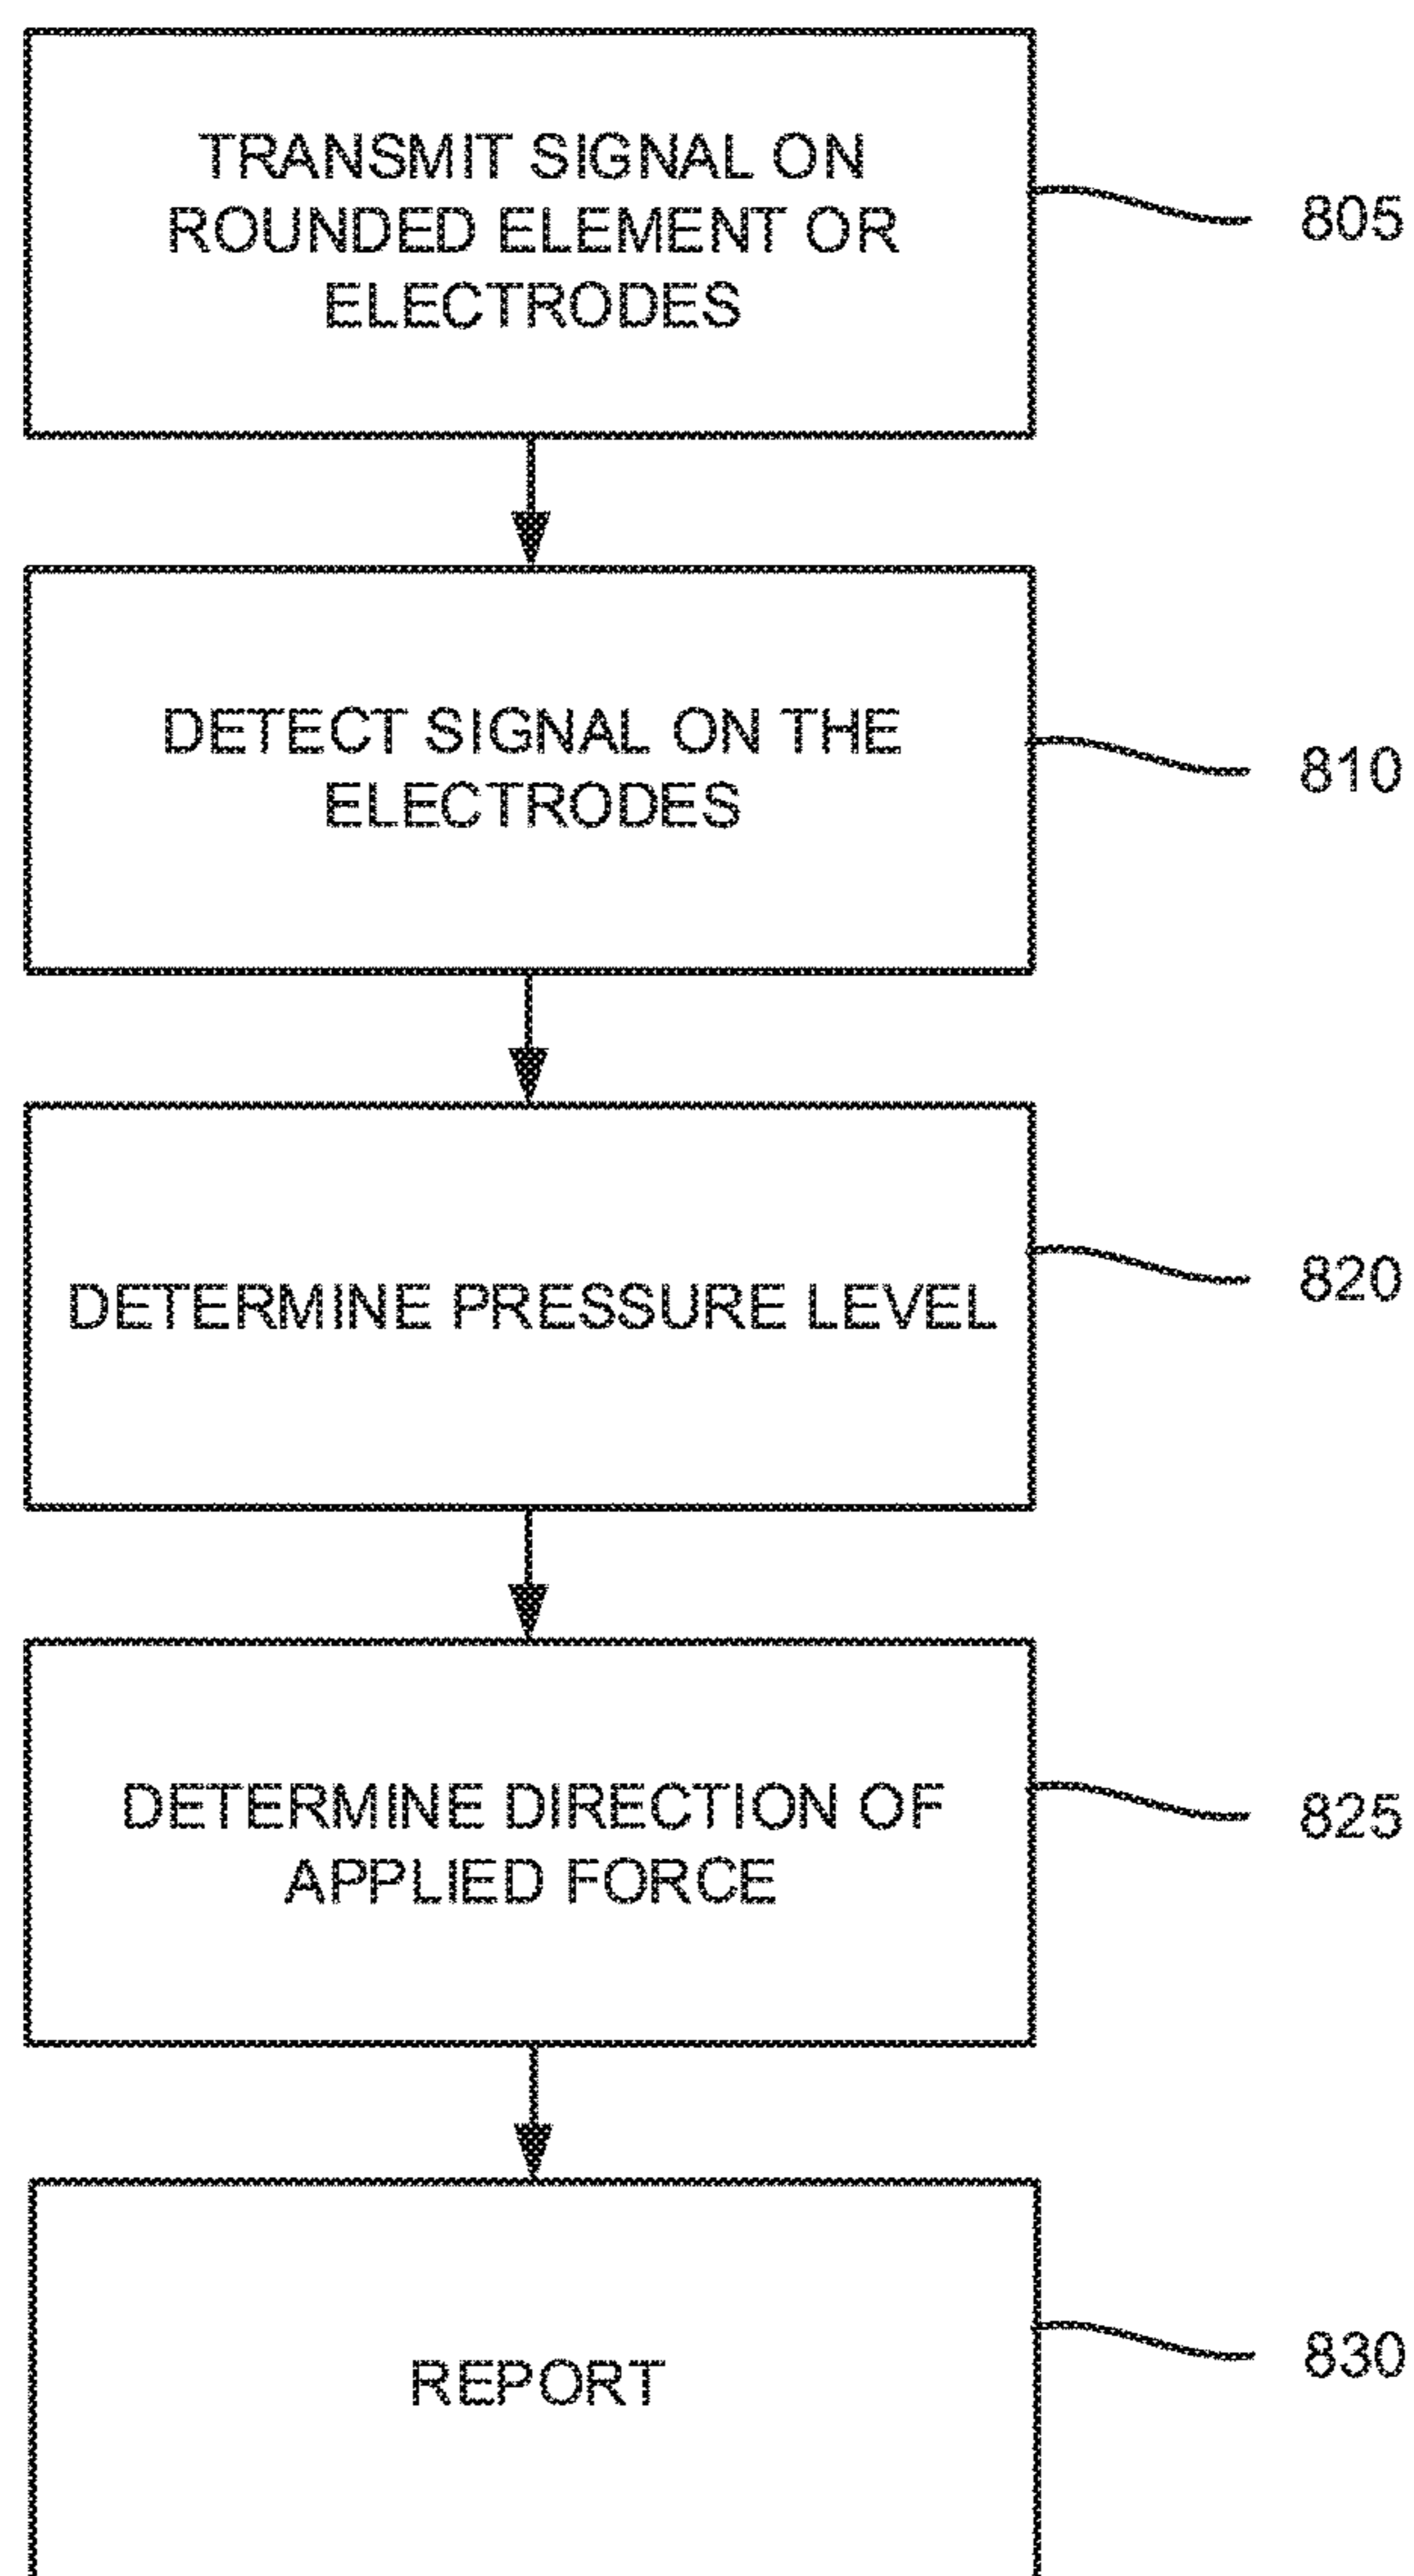 TRANSMIT SIGNAL ON
ROUNDED ELEMENT OR
ELECTRODES
805
DETECT SIGNAL ON THE
ELECTRODES
810
DETERMINE PRESSURE LEVEL
820
DETERMINE DIRECTION OF
APPLIED FORCE
825
REPORT
830